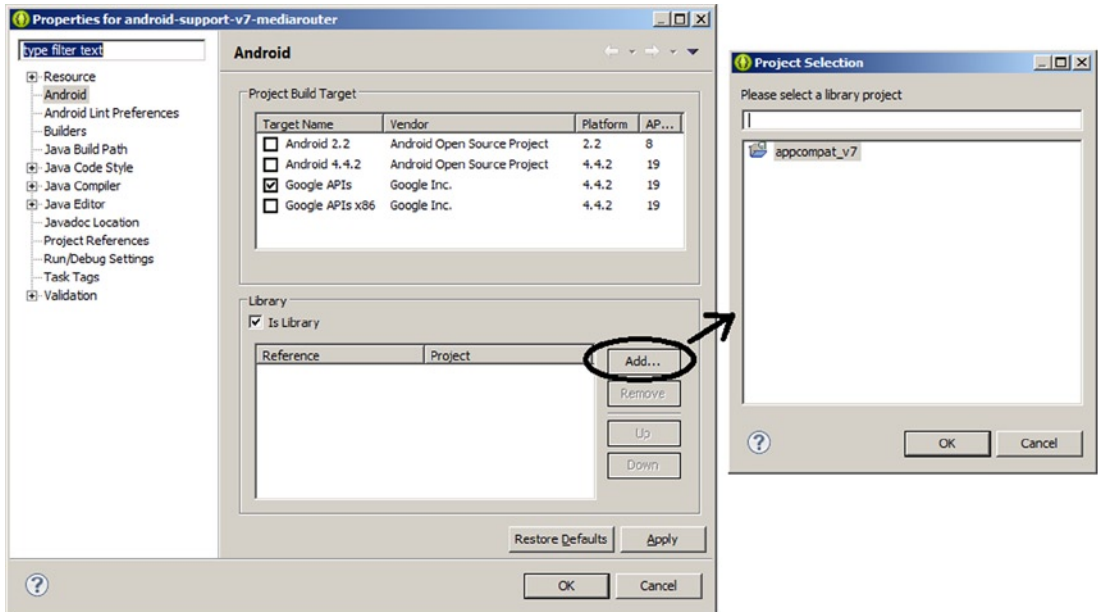 Properties for android-support-v7-mediarouter
type filter text
Resource
Android
Android Lint Preferences
Builders
Java Build Path
Java Code Style
Java Compiler
Java Editor
Javadoc Location
Project References
Run/Debug Settings
Task Tags
Validation
Android
Project Build Target
Target Name Vendor Platform AP...
Android 2.2 Android Open Source Project 2.2 8
Android 4.4.2 Android Open Source Project 4.4.2 19
Google APIs Google Inc. 4.4.2 19
Google APIs x86 Google Inc. 4.4.2 19
Library
Is Library
Reference Project
Add...
Remove
Up
Down
Restore Defaults Apply
OK Cancel
Project Selection
Please select a library project
appcompat_v7
OK Cancel